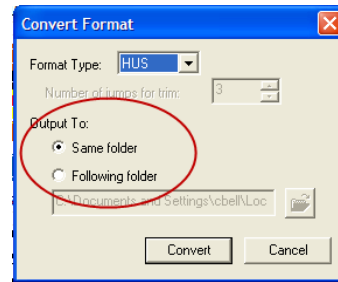 Convert Format
Format Type: HUS
Number of jumps for trim: 3
Output To:
Same folder
Following folder
C:\Documents and Settings\cbell\Loc
Convert Cancel